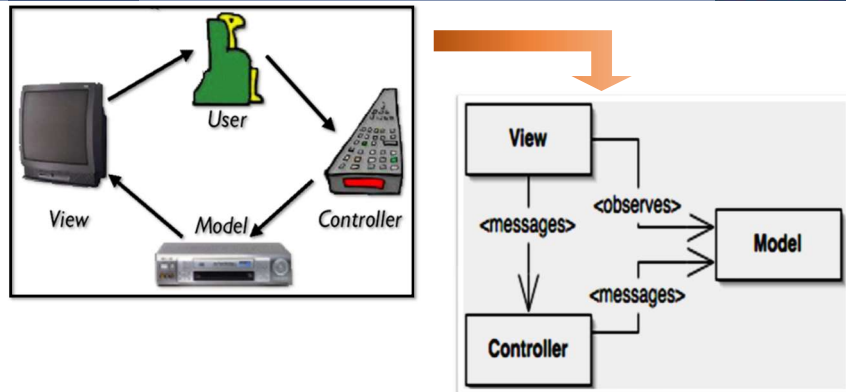 User
View
Model
Controller
View
<observes>
<messages>
Model
<messages>
Controller